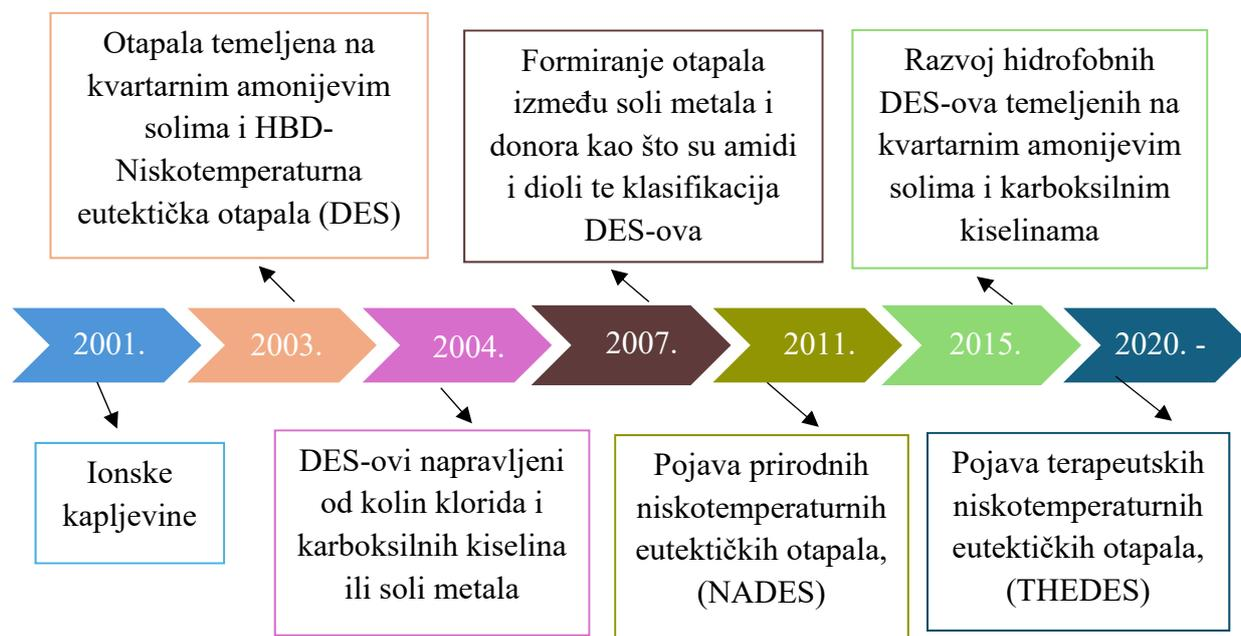 Otapala temeljena na
kvartarnim amonijevim
solima i HBD-
Niskotemperaturna
eutektička otapala (DES)
Formiranje otapala
između soli metala i
donora kao što su amidi
i dioli te klasifikacija
DES-ova
Razvoj hidrofobnih
DES-ova temeljenih na
kvartarnim amonijevim
solima i karboksilnim
kiselinama
2001.
2003.
2004.
2007.
2011.
2015.
2020. -
Ionske
kapljevine
DES-ovi napravljeni
od kolin klorida i
karboksilnih kiselina
ili soli metala
Pojava prirodnih
niskotemperaturnih
eutektičkih otapala,
(NADES)
Pojava terapeutskih
niskotemperaturnih
eutektičkih otapala,
(THEDES)